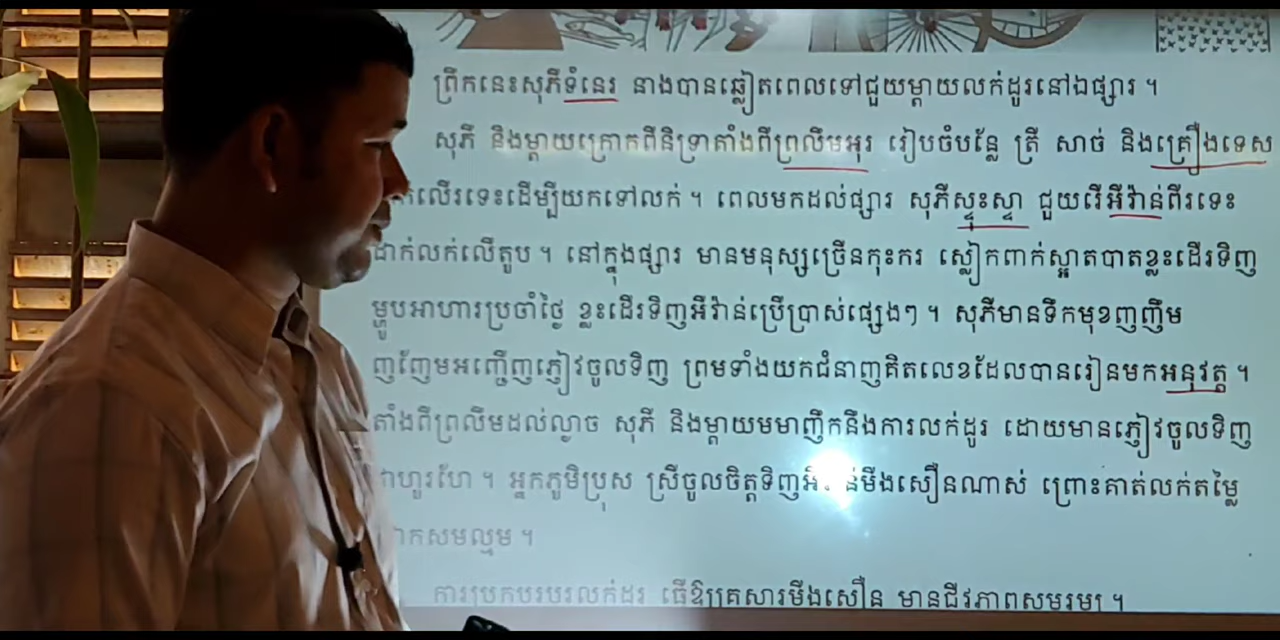 ព្រឹកនេះសុភីទំនេរ នាងបានឆ្លៀតពេលទៅជួយម្ដាយលក់ដូរនៅឯផ្សារ ។
សុភី និងម្ដាយក្រោកពីនិទ្រាតាំងពីព្រលឹមអុរ រៀបចំបន្លែ ត្រី សាច់ និងគ្រឿងទេស
លើរទេះដើម្បីយកទៅលក់ ។ ពេលមកដល់ផ្សារ សុភីស្ទុះស្ទា ជួយរើអីវ៉ាន់ពីរទេះ
ដាក់លក់លើតូប ។ នៅក្នុងផ្សារ មានមនុស្សច្រើនកុះករ ស្លៀកពាក់ស្អាតបាតខ្លះដើរទិញ
ម្ហូបអាហារប្រចាំថ្ងៃ ខ្លះដើរទិញអីវ៉ាន់ប្រើប្រាស់ផ្សេងៗ ។ សុភីមានទឹកមុខញញឹម
ញញែមអញ្ជើញភ្ញៀវចូលទិញ ព្រមទាំងយកជំនាញគិតលេខដែលបានរៀនមកអនុវត្ត ។
តាំងពីព្រលឹមដល់ល្ងាច សុភី និងម្ដាយមមាញឹកនឹងការលក់ដូរ ដោយមានភ្ញៀវចូលទិញ
ហូរហែ ។ អ្នកភូមិប្រុស ស្រីចូលចិត្តទិញ មីងសឿនណាស់ ព្រោះគាត់លក់តម្លៃ
សមល្មម ។
ការប្រកបរបរលក់ដូរ ធ្វើឱ្យគ្រួសារមីងសឿន មានជីវភាពសមរម្យ ។